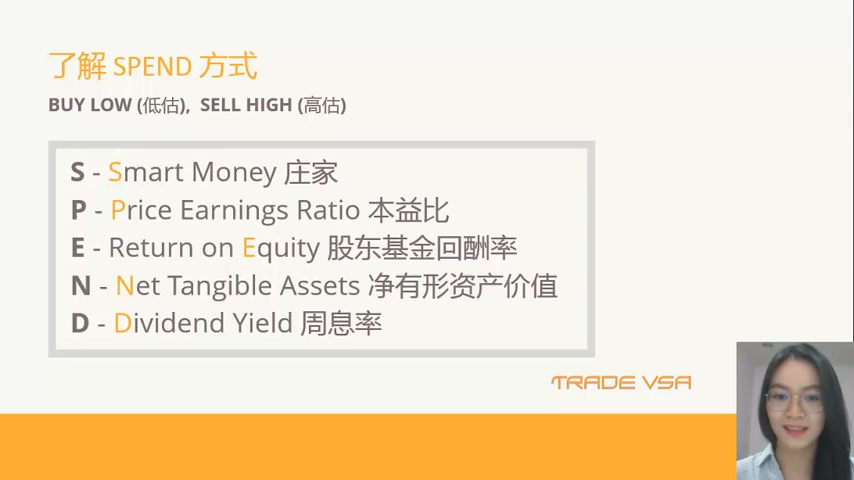 了解 SPEND 方式
BUY LOW (低估), SELL HIGH (高估)
S - Smart Money 庄家
P - Price Earnings Ratio 本益比
E - Return on Equity 股东基金回酬率
N - Net Tangible Assets 净有形资产价值
D - Dividend Yield 周息率
TRADE VSA